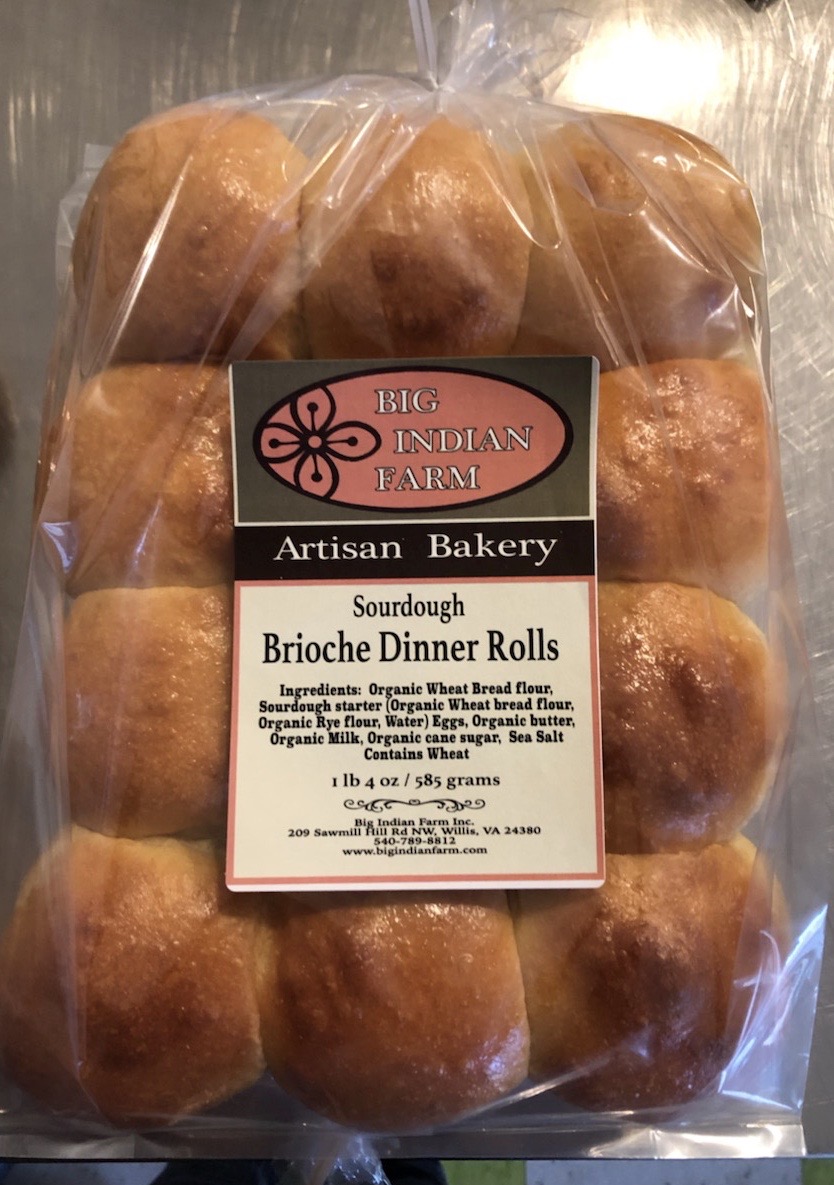 BIG
INDIAN
FARM
Artisan Bakery
Sourdough
Brioche Dinner Rolls
Ingredients: Organic Wheat Bread flour,
Sourdough starter (Organic Wheat bread flour,
Organic Rye flour, Water) Eggs, Organic butter,
Organic Milk, Organic cane sugar, Sea Salt
Contains Wheat
1 lb 4 oz / 585 grams
Big Indian Farm Inc.
209 Sawmill Hill Rd NW, Willis, VA 24380
540-789-8812
www.bigindianfarm.com